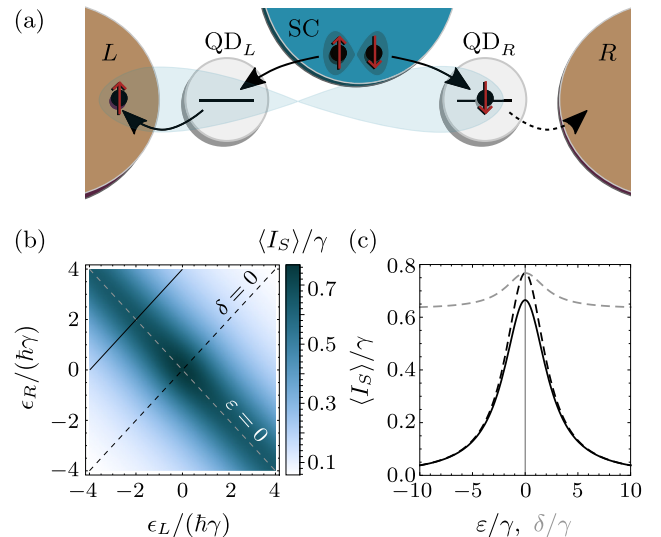 (a)
L
QD_L
SC
QD_R
R
(b)
⟨I_S⟩/γ
ϵ_R/(ħγ)
4
2
0
−2
−4
−4
−2
0
2
4
δ = 0
ε = 0
0.7
0.5
0.3
0.1
ϵ_L/(ħγ)
(c)
⟨I_S⟩/γ
0.8
0.6
0.4
0.2
0.0
−10
−5
0
5
10
ε/γ, δ/γ